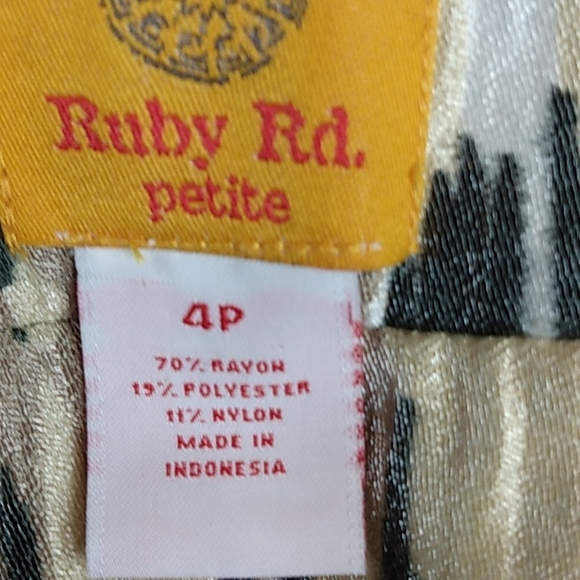 Ruby Rd.
petite
4P
70% RAYON
19% POLYESTER
11% NYLON
MADE IN
INDONESIA